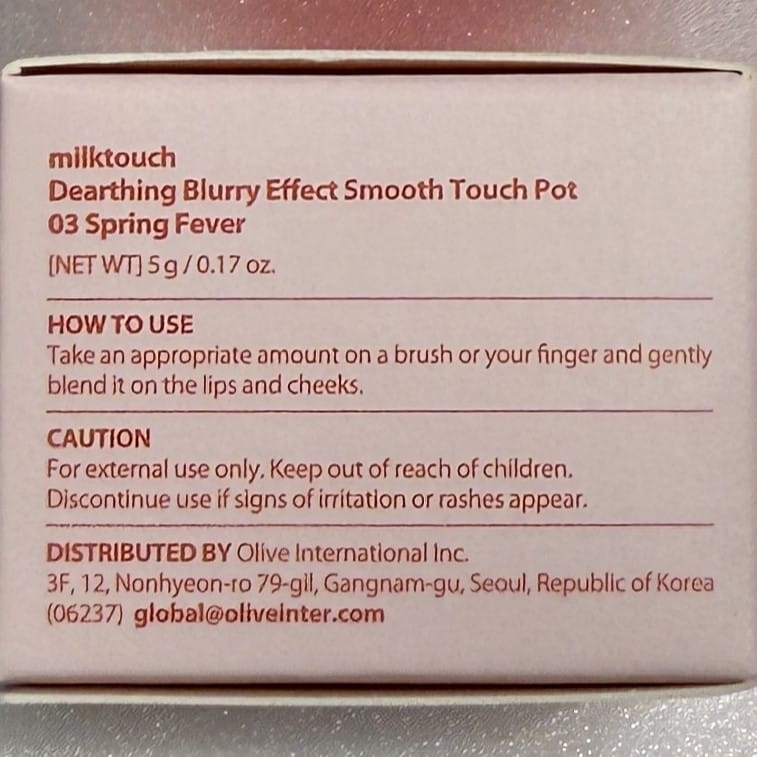 milktouch
Dearthing Blurry Effect Smooth Touch Pot
03 Spring Fever
[NET WT] 5 g / 0.17 oz.
HOW TO USE
Take an appropriate amount on a brush or your finger and gently
blend it on the lips and cheeks.
CAUTION
For external use only. Keep out of reach of children.
Discontinue use if signs of irritation or rashes appear.
DISTRIBUTED BY Olive International Inc.
3F, 12, Nonhyeon-ro 79-gil, Gangnam-gu, Seoul, Republic of Korea
(06237) global@oliveinter.com